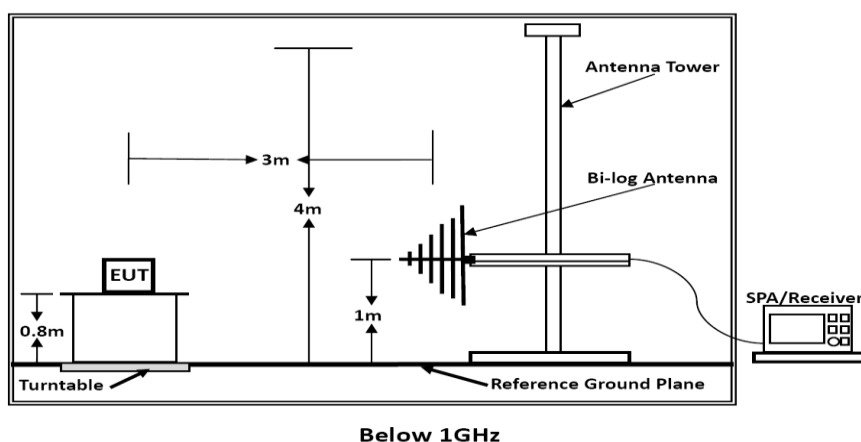 Antenna Tower
3m
Bi-log Antenna
4m
EUT
SPA/Receiver
0.8m
1m
Turntable
Reference Ground Plane
Below 1GHz